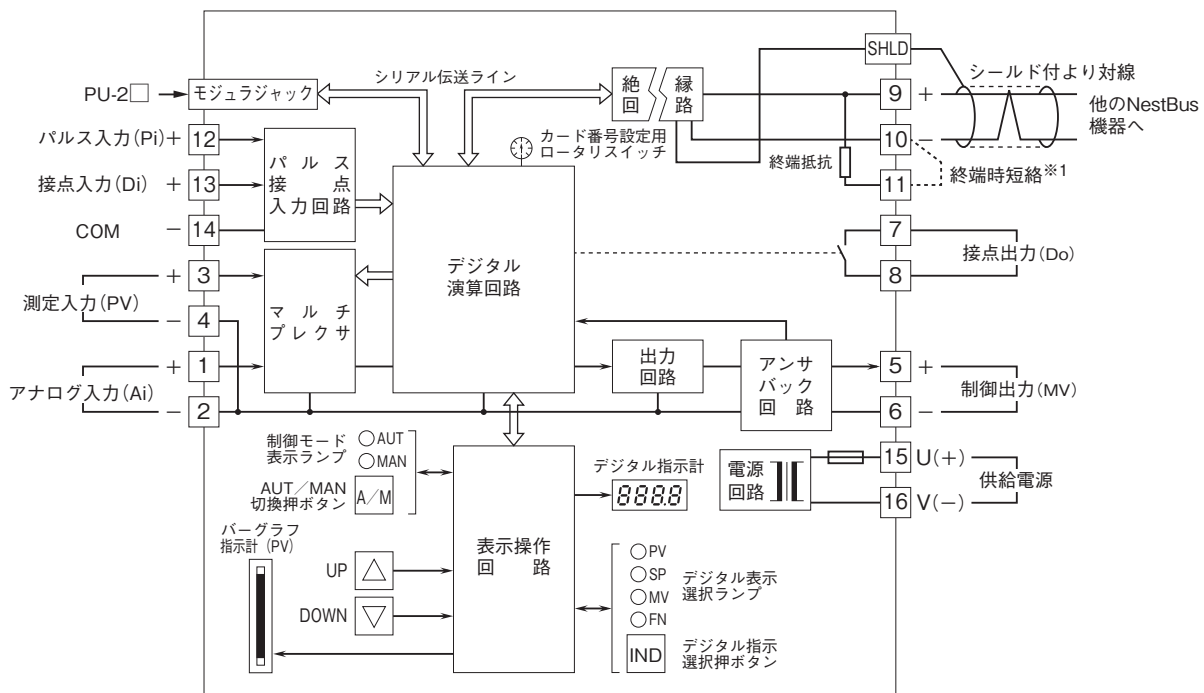 SHLD
シリアル伝送ライン
シールド付より対線
PU-2□
モジュラジャック
絶 縁
回 路
9 +
他のNestBus
機器へ
パルス入力(Pi)+ 12
カード番号設定用
ロータリスイッチ
10 −
パルス
接点
入力回路
終端抵抗
終端時短絡※1
接点入力(Di) + 13
11
COM − 14
7
接点出力(Do)
8
デジタル
演算回路
+ 3
測定入力(PV)
− 4
マルチ
プレクサ
+ 1
アナログ入力(Ai)
− 2
出力
回路
アンサ
バック
回路
5 +
制御出力(MV)
6 −
制御モード
表示ランプ
AUT
MAN
AUT/MAN
切換押ボタン
A/M
デジタル指示計
8.8.8.8
電源
回路
15 U(+)
供給電源
16 V(−)
バーグラフ
指示計(PV)
表示操作
回路
UP △
DOWN ▽
PV
SP
MV
FN
デジタル表示
選択ランプ
IND
デジタル指示
選択押ボタン